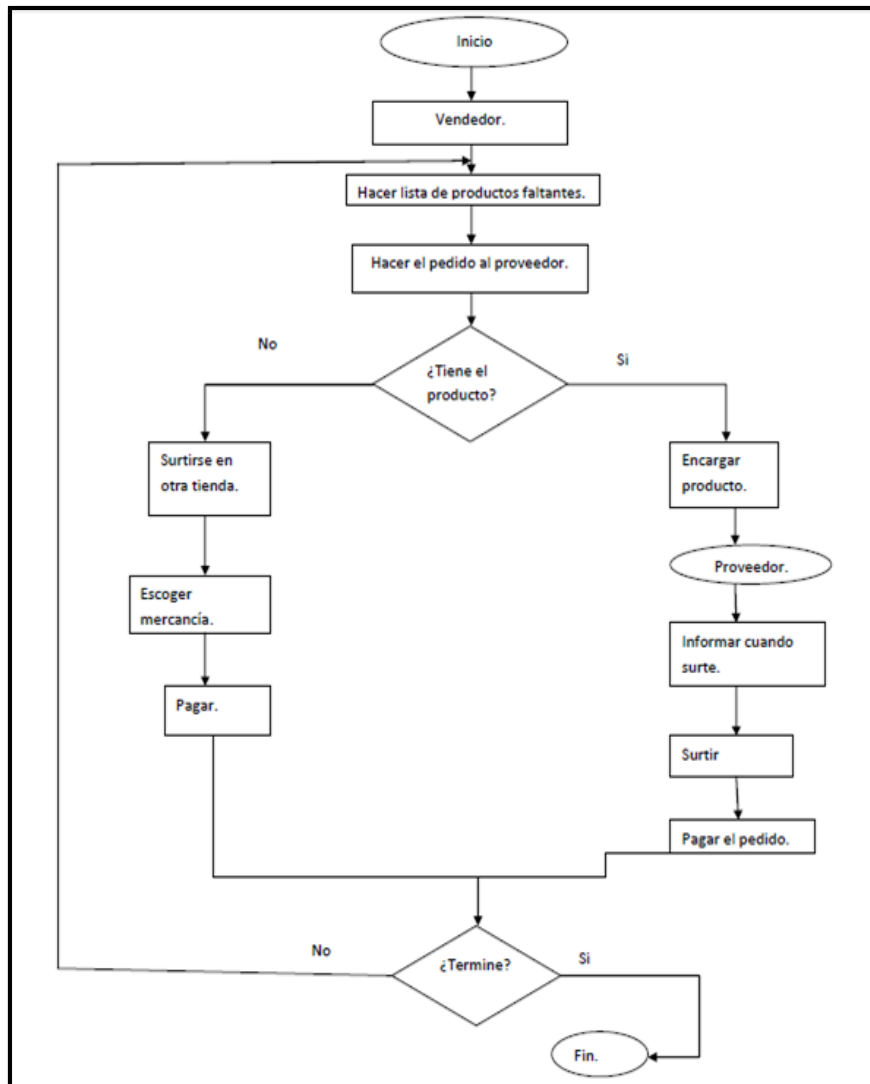 Inicio
Vendedor.
Hacer lista de productos faltantes.
Hacer el pedido al proveedor.
No
¿Tiene el
producto?
Si
Surtirse en
otra tienda.
Escoger
mercancía.
Pagar.
Encargar
producto.
Proveedor.
Informar cuando
surte.
Surtir
Pagar el pedido.
No
¿Termine?
Si
Fin.